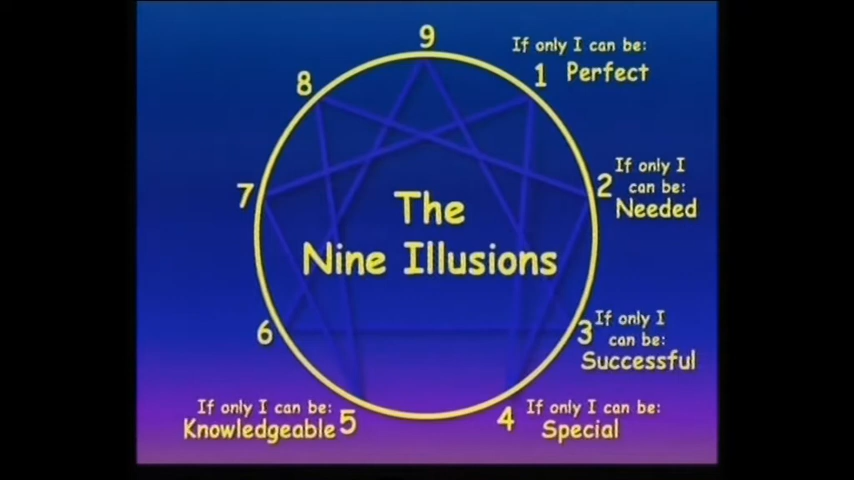 9
If only I can be:
1 Perfect
8
If only I
can be:
2
Needed
7
The
Nine Illusions
If only I
can be:
3
Successful
6
If only I can be:
Knowledgeable 5
If only I can be:
4
Special